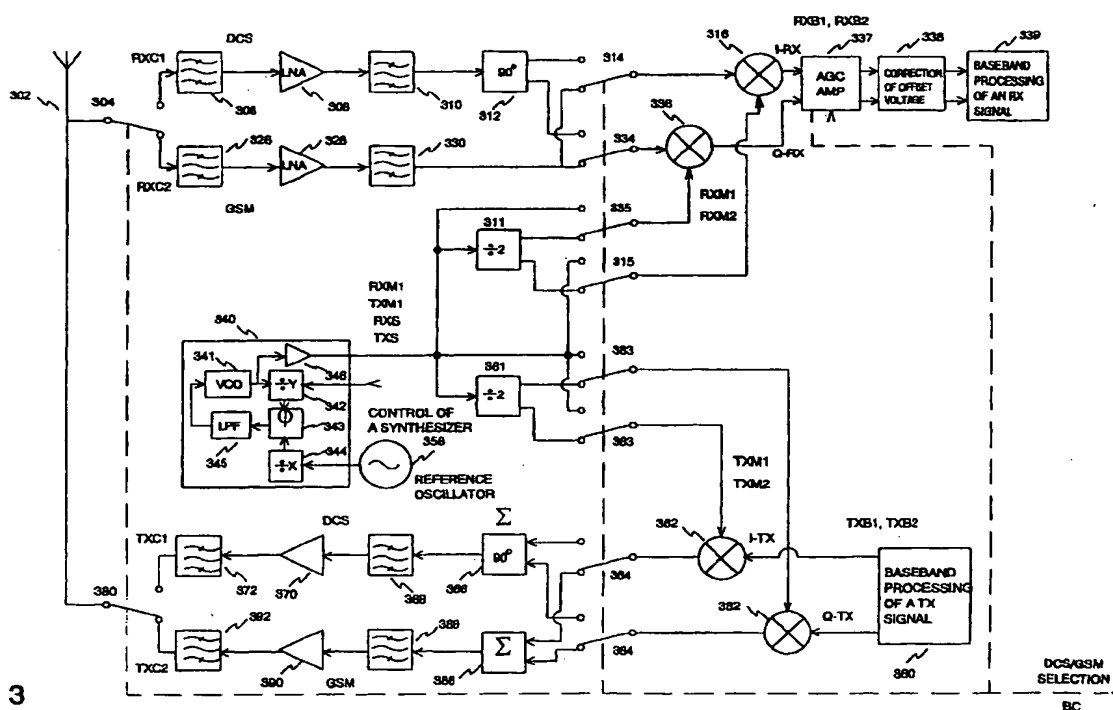 RXB1, RXB2
RXC1
DCS
LNA
308
310
90°
312
314
316
I-RX
337
AGC AMP
338
CORRECTION OF OFFSET VOLTAGE
339
BASEBAND PROCESSING OF AN RX SIGNAL
302
304
326
LNA
328
330
334
336
Q-RX
RXC2
GSM
RXM1
RXM2
335
311
÷2
315
RXM1
TXM1
RXS
TXS
340
341
VCO
346
÷Y
342
LPF
345
Φ
343
÷X
344
CONTROL OF A SYNTHESIZER
358
REFERENCE OSCILLATOR
361
÷2
383
363
TXM1
TXM2
TXB1, TXB2
TXC1
DCS
372
370
368
Σ
90°
366
364
362
I-TX
BASEBAND PROCESSING OF A TX SIGNAL
360
380
392
390
389
Σ
386
384
382
Q-TX
TXC2
GSM
DCS/GSM SELECTION
BC
3